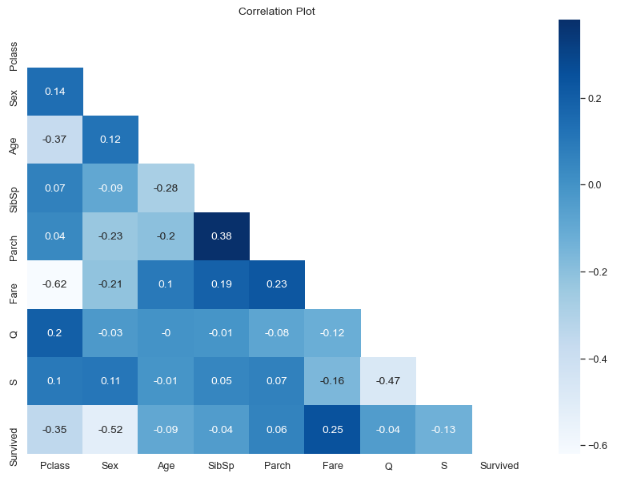 Correlation Plot
Pclass
Sex 0.14
Age -0.37 0.12
SibSp 0.07 -0.09 -0.28
Parch 0.04 -0.23 -0.2 0.38
Fare -0.62 -0.21 0.1 0.19 0.23
Q 0.2 -0.03 -0 -0.01 -0.08 -0.12
S 0.1 0.11 -0.01 0.05 0.07 -0.16 -0.47
Survived -0.35 -0.52 -0.09 -0.04 0.06 0.25 -0.04 -0.13
Pclass Sex Age SibSp Parch Fare Q S Survived
0.2
0.0
−0.2
−0.4
−0.6